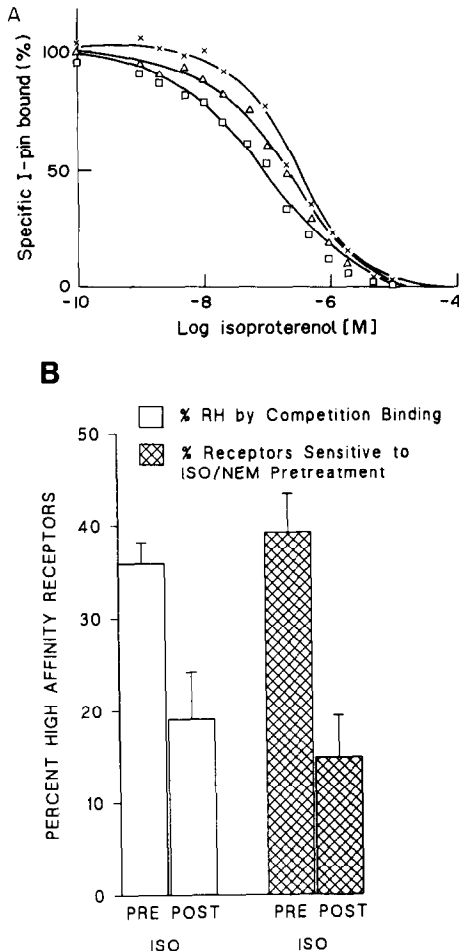 A
Specific I-pin bound (%)
100
50
0
-10
-8
-6
-4
Log isoproterenol [M]
B
% RH by Competition Binding
% Receptors Sensitive to
ISO/NEM Pretreatment
PERCENT HIGH AFFINITY RECEPTORS
50
40
30
20
10
0
PRE POST
PRE POST
ISO
ISO